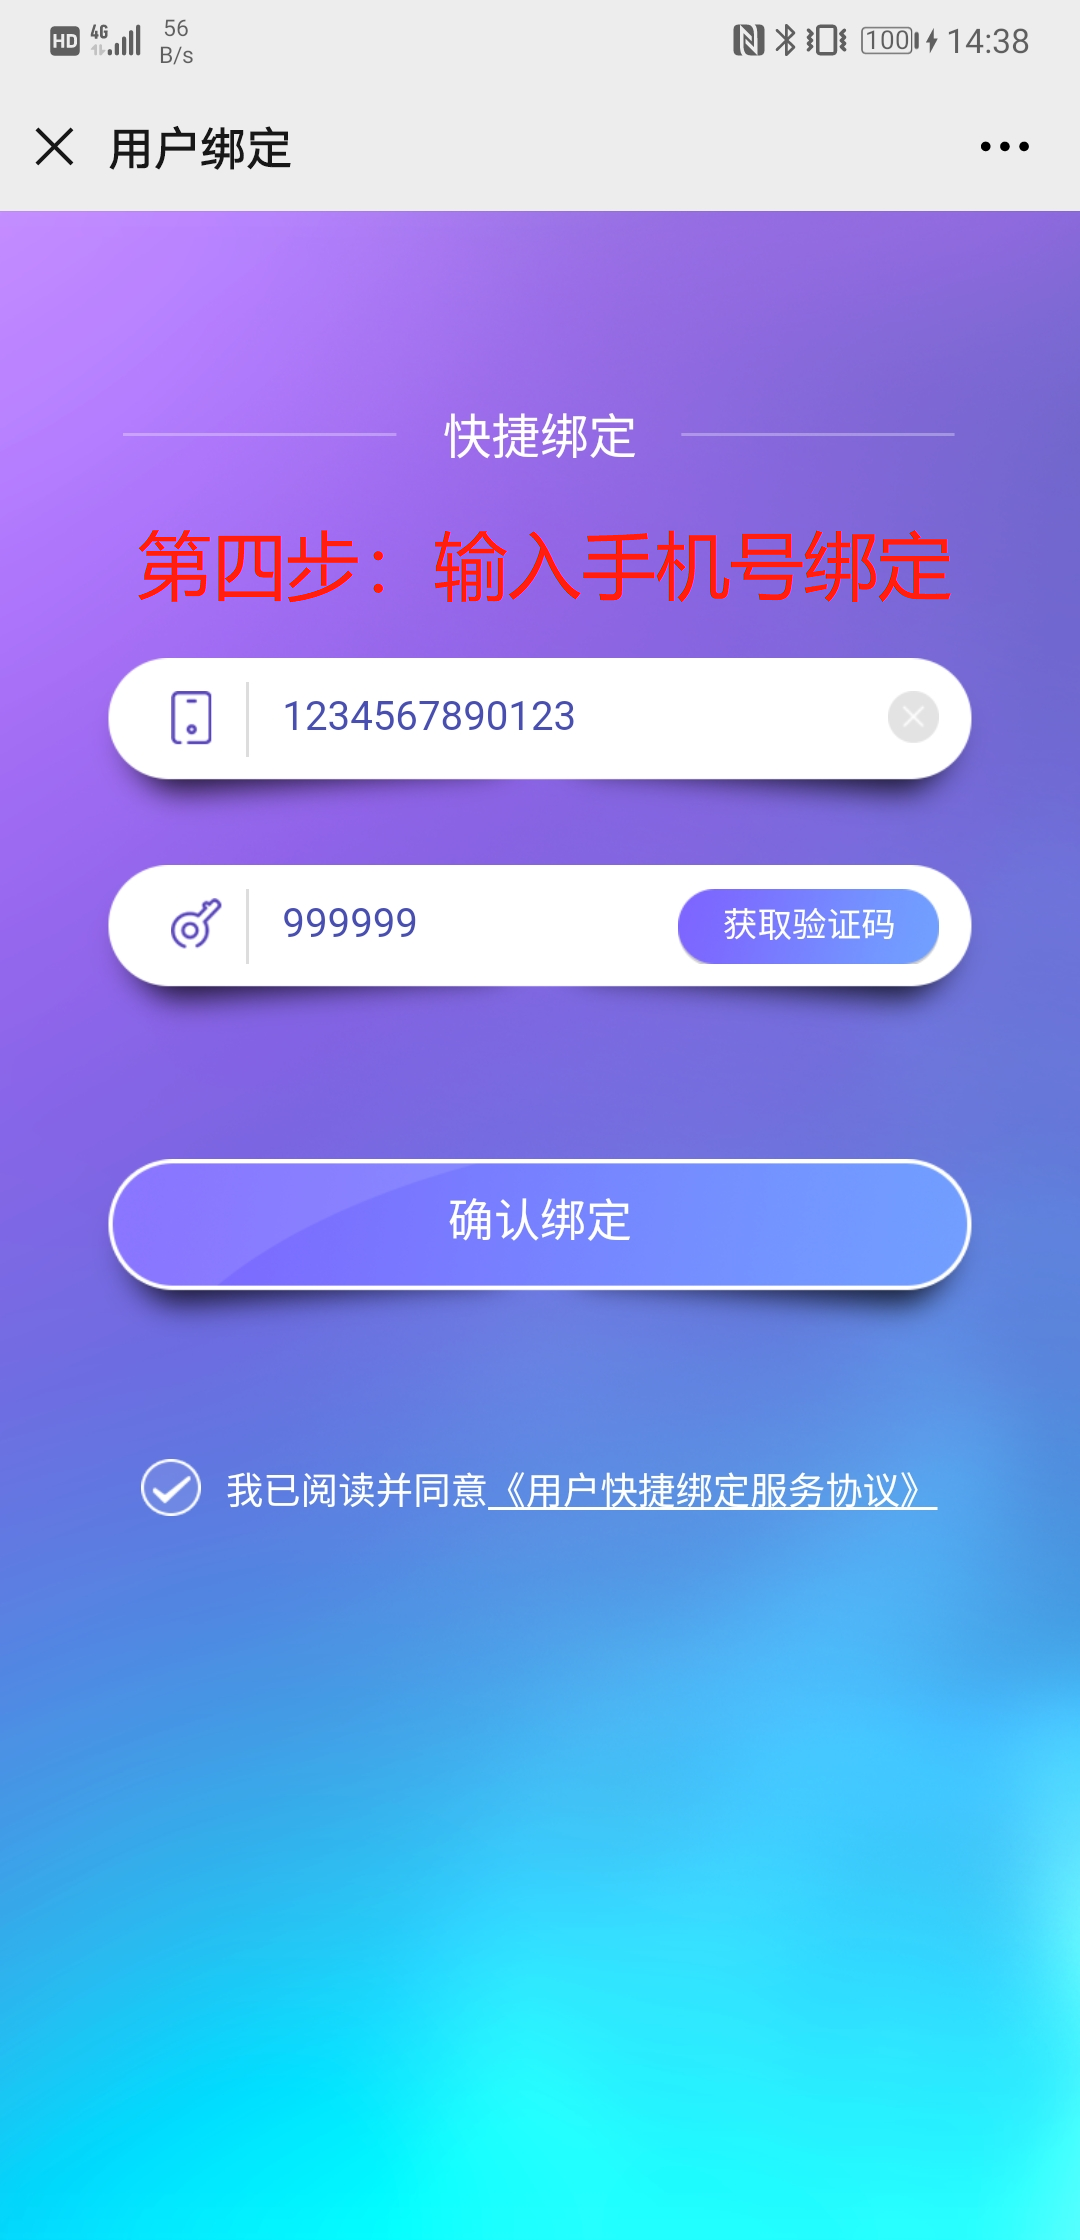 HD 4G 56 B/s 100 14:38
用户绑定
快捷绑定
第四步：输入手机号绑定
1234567890123
999999 获取验证码
确认绑定
我已阅读并同意《用户快捷绑定服务协议》